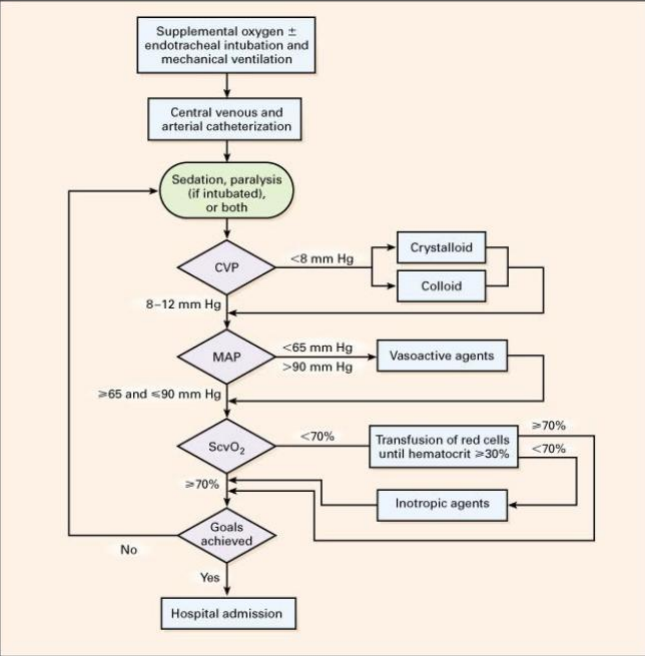 Supplemental oxygen ±
endotracheal intubation and
mechanical ventilation
Central venous and
arterial catheterization
Sedation, paralysis
(if intubated),
or both
CVP
<8 mm Hg
Crystalloid
Colloid
8–12 mm Hg
MAP
<65 mm Hg
>90 mm Hg
Vasoactive agents
≥65 and ≤90 mm Hg
ScvO₂
<70%
Transfusion of red cells
until hematocrit ≥30%
≥70%
<70%
≥70%
Inotropic agents
Goals
achieved
No
Yes
Hospital admission